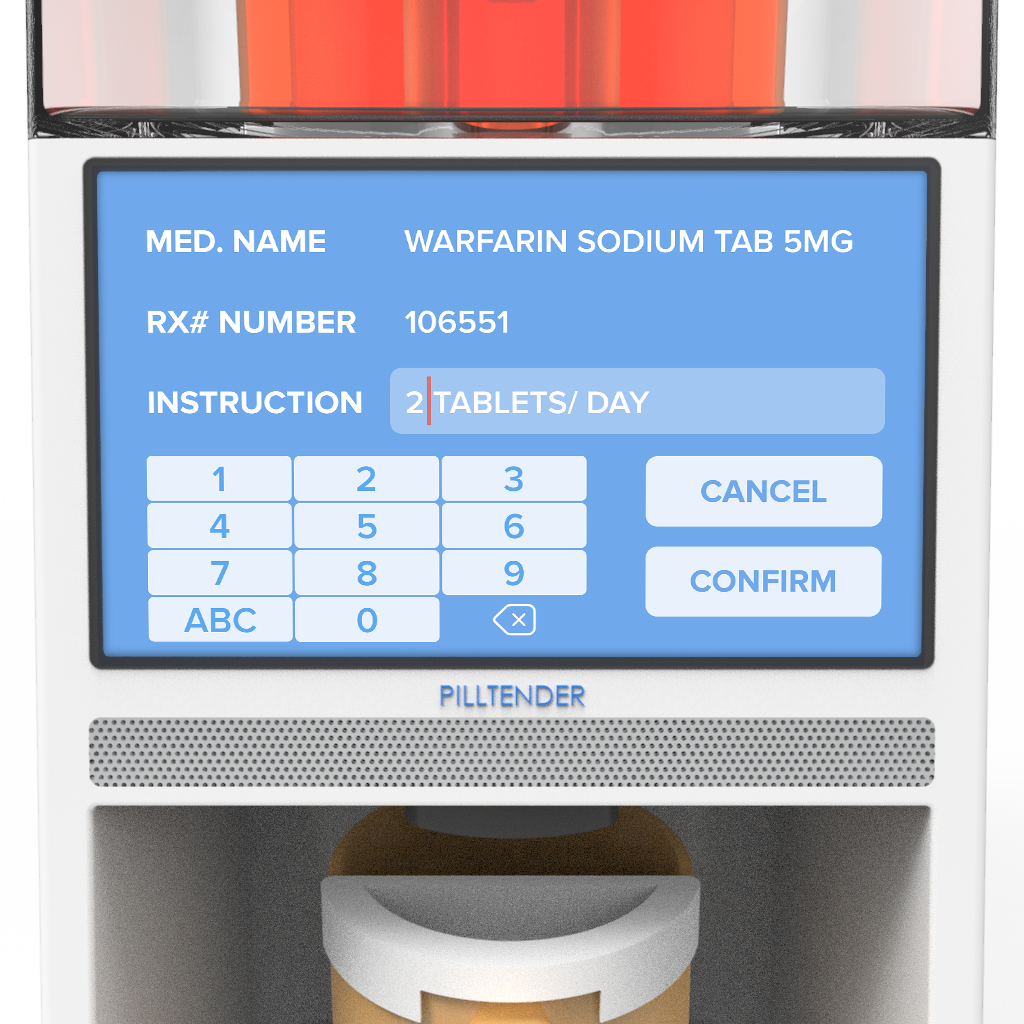 MED. NAME WARFARIN SODIUM TAB 5MG
RX# NUMBER 106551
INSTRUCTION 2 TABLETS/ DAY
1 2 3
CANCEL
4 5 6
7 8 9
CONFIRM
ABC 0
PILLTENDER